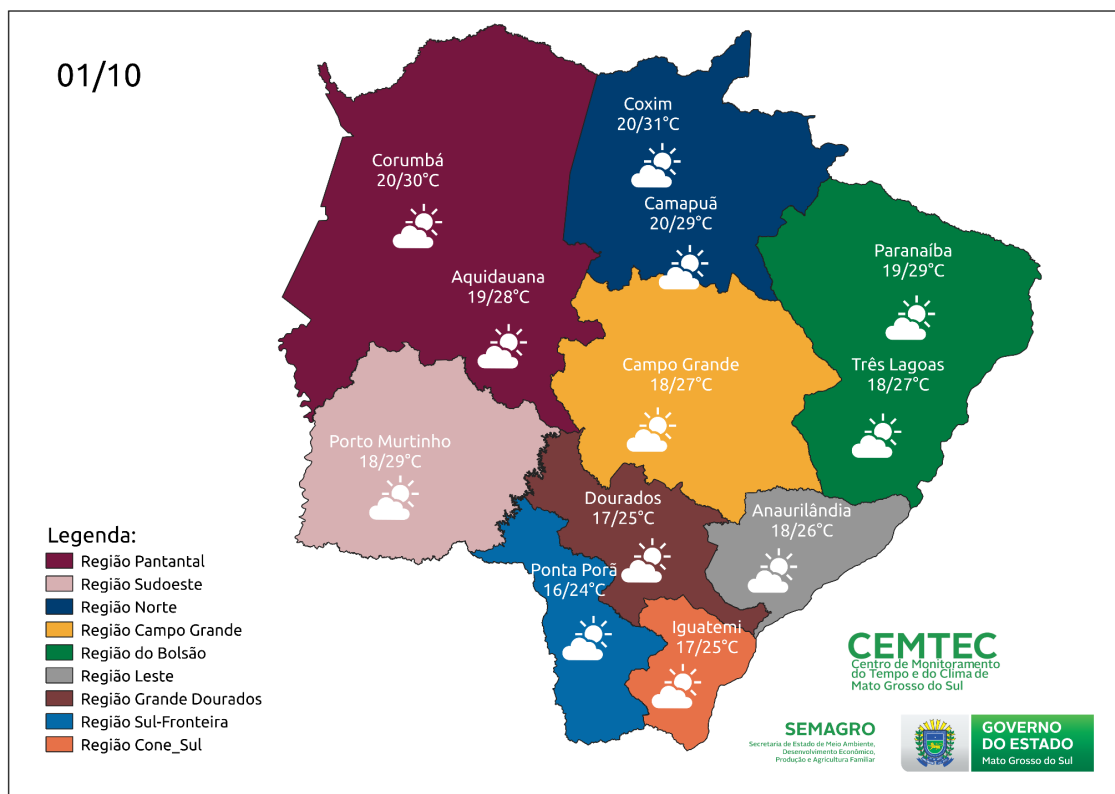 01/10
Coxim
20/31°C
Corumbá
20/30°C
Camapuã
20/29°C
Paranaíba
19/29°C
Aquidauana
19/28°C
Campo Grande
18/27°C
Três Lagoas
18/27°C
Porto Murtinho
18/29°C
Dourados
17/25°C
Anaurilândia
18/26°C
Ponta Porã
16/24°C
Iguatemi
17/25°C
Legenda:
Região Pantantal
Região Sudoeste
Região Norte
Região Campo Grande
Região do Bolsão
Região Leste
Região Grande Dourados
Região Sul-Fronteira
Região Cone_Sul
CEMTEC
Centro de Monitoramento
do Tempo e do Clima de
Mato Grosso do Sul
SEMAGRO
Secretaria de Estado de Meio Ambiente,
Desenvolvimento Econômico,
Produção e Agricultura Familiar
GOVERNO
DO ESTADO
Mato Grosso do Sul